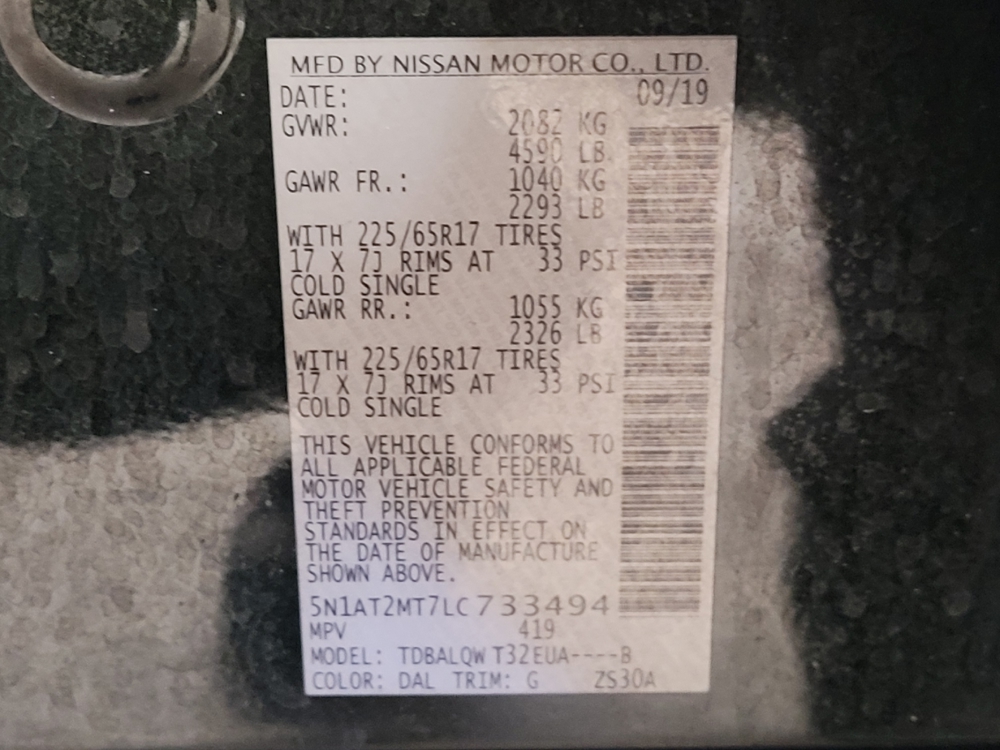 MFD BY NISSAN MOTOR CO., LTD.
DATE: 09/19
GVWR: 2082 KG
4590 LB
GAWR FR.: 1040 KG
2293 LB
WITH 225/65R17 TIRES
17 X 7J RIMS AT 33 PSI
COLD SINGLE
GAWR RR.: 1055 KG
2326 LB
WITH 225/65R17 TIRES
17 X 7J RIMS AT 33 PSI
COLD SINGLE
THIS VEHICLE CONFORMS TO
ALL APPLICABLE FEDERAL
MOTOR VEHICLE SAFETY AND
THEFT PREVENTION
STANDARDS IN EFFECT ON
THE DATE OF MANUFACTURE
SHOWN ABOVE.
5N1AT2MT7LC733494
MPV 419
MODEL: TDBALQW T32EUA----B
COLOR: DAL TRIM: G ZS30A